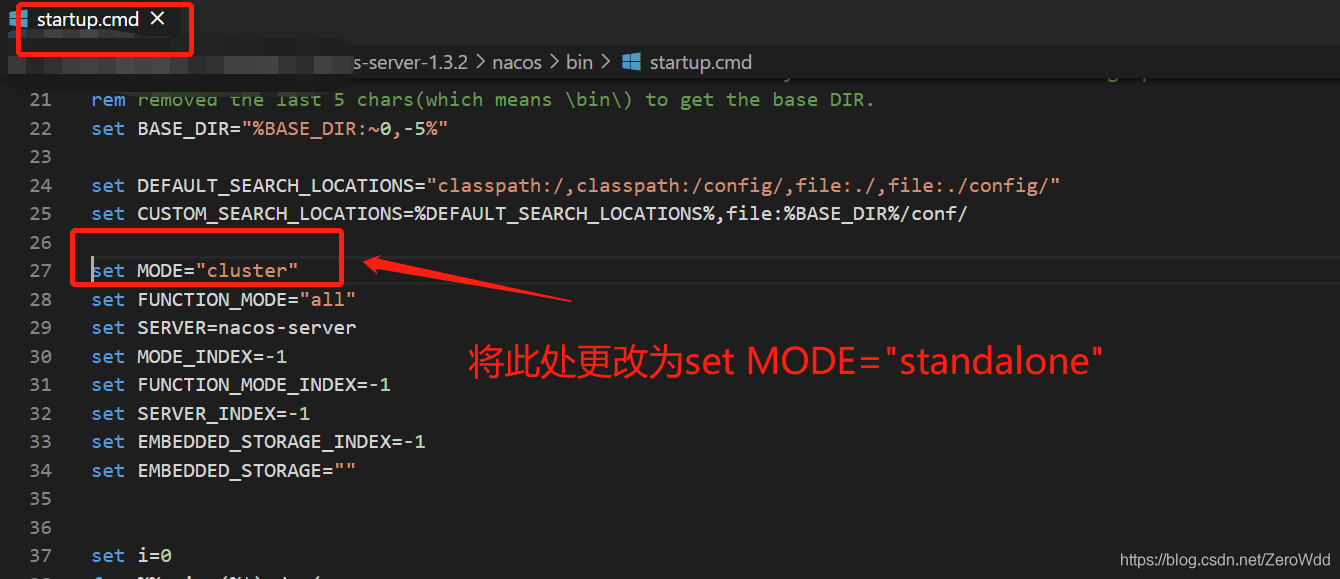 startup.cmd
s-server-1.3.2 > nacos > bin > startup.cmd
21 rem removed the last 5 chars(which means \bin\) to get the base DIR.
22 set BASE_DIR="%BASE_DIR:~0,-5%"
23
24 set DEFAULT_SEARCH_LOCATIONS="classpath:/,classpath:/config/,file:./,file:./config/"
25 set CUSTOM_SEARCH_LOCATIONS=%DEFAULT_SEARCH_LOCATIONS%,file:%BASE_DIR%/conf/
26
27 set MODE="cluster"
28 set FUNCTION_MODE="all"
29 set SERVER=nacos-server
30 set MODE_INDEX=-1
将此处更改为set MODE="standalone"
31 set FUNCTION_MODE_INDEX=-1
32 set SERVER_INDEX=-1
33 set EMBEDDED_STORAGE_INDEX=-1
34 set EMBEDDED_STORAGE=""
35
36
37 set i=0
https://blog.csdn.net/ZeroWdd